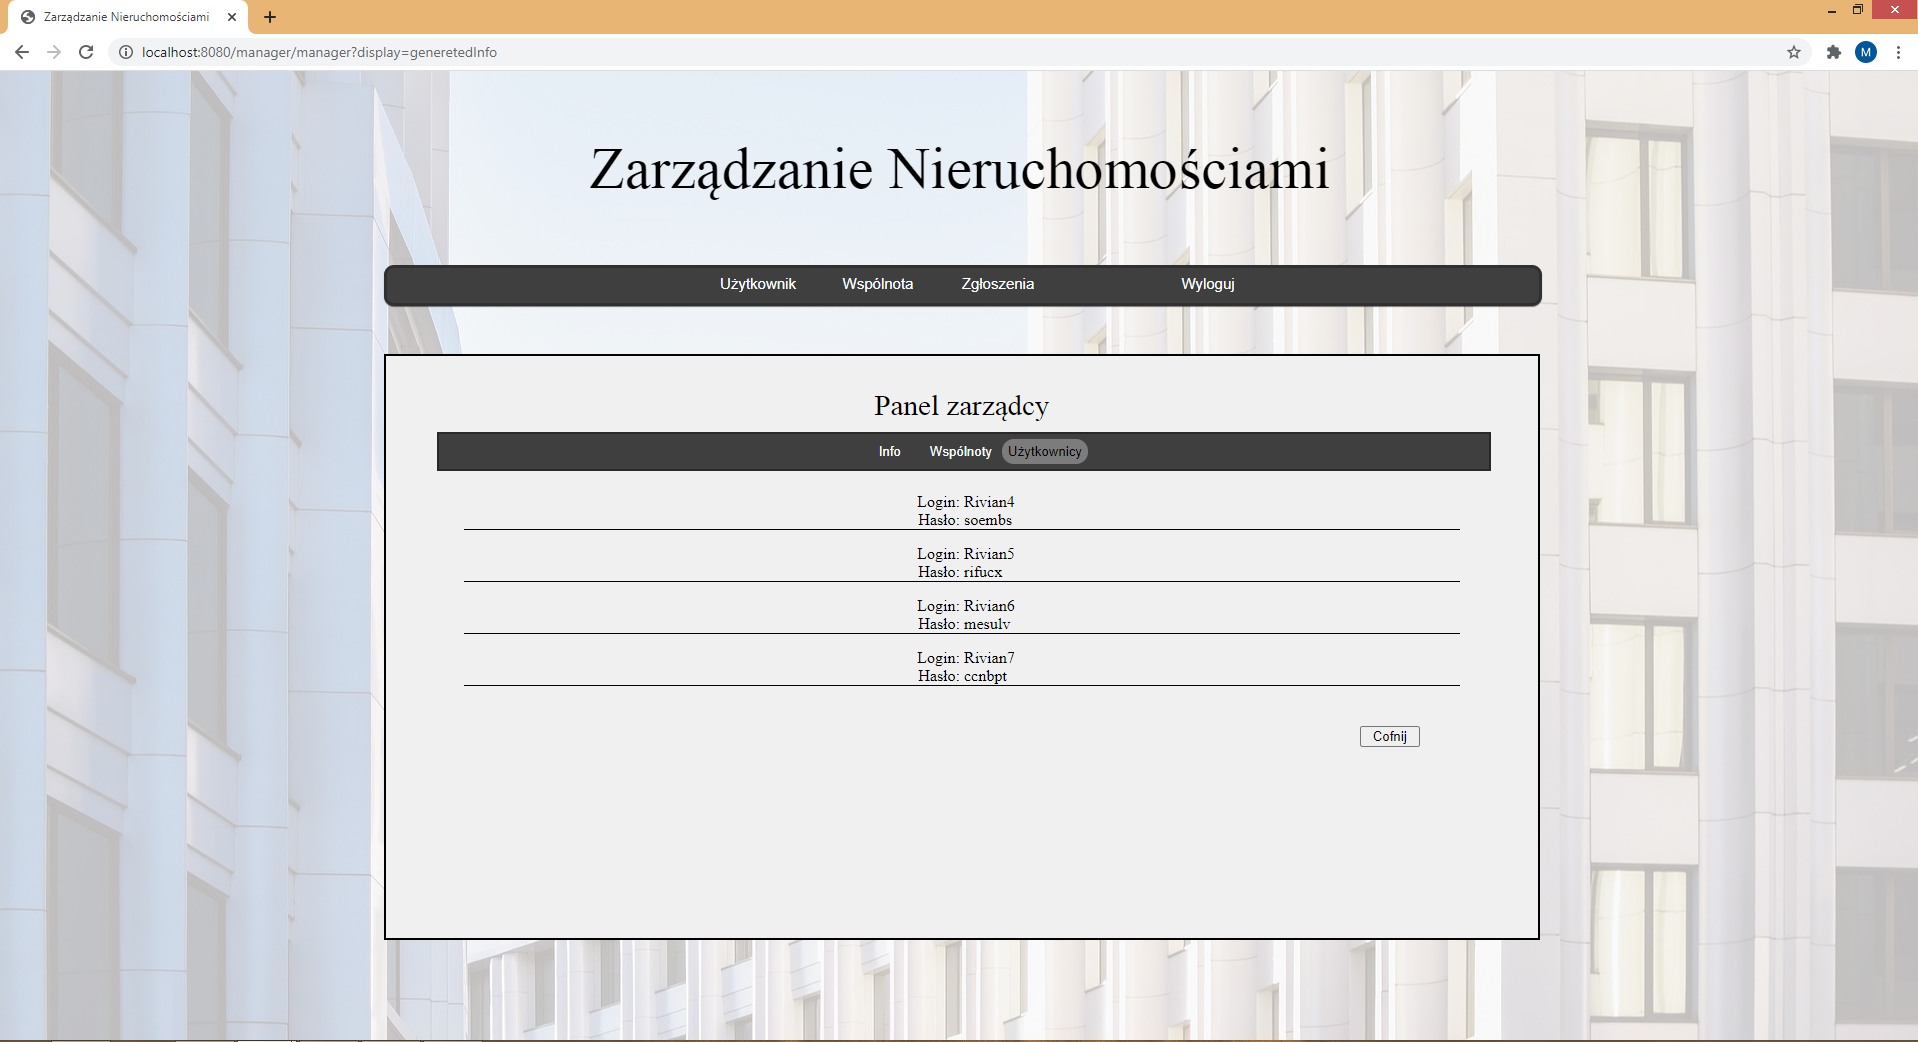 Zarządzanie Nieruchomościami
localhost:8080/manager/manager?display=generetedInfo
M
Zarządzanie Nieruchomościami
Użytkownik Wspólnota Zgłoszenia Wyloguj
Panel zarządcy
Info Wspólnoty Użytkownicy
Login: Rivian4
Hasło: soembs
Login: Rivian5
Hasło: rifucx
Login: Rivian6
Hasło: mesulv
Login: Rivian7
Hasło: ccnbpt
Cofnij